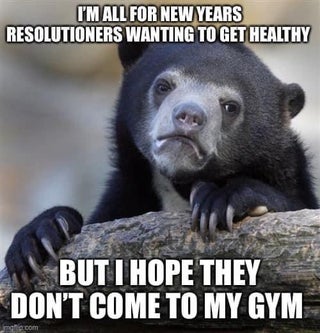 I'M ALL FOR NEW YEARS
RESOLUTIONERS WANTING TO GET HEALTHY
BUT I HOPE THEY
DON'T COME TO MY GYM
imgflip.com